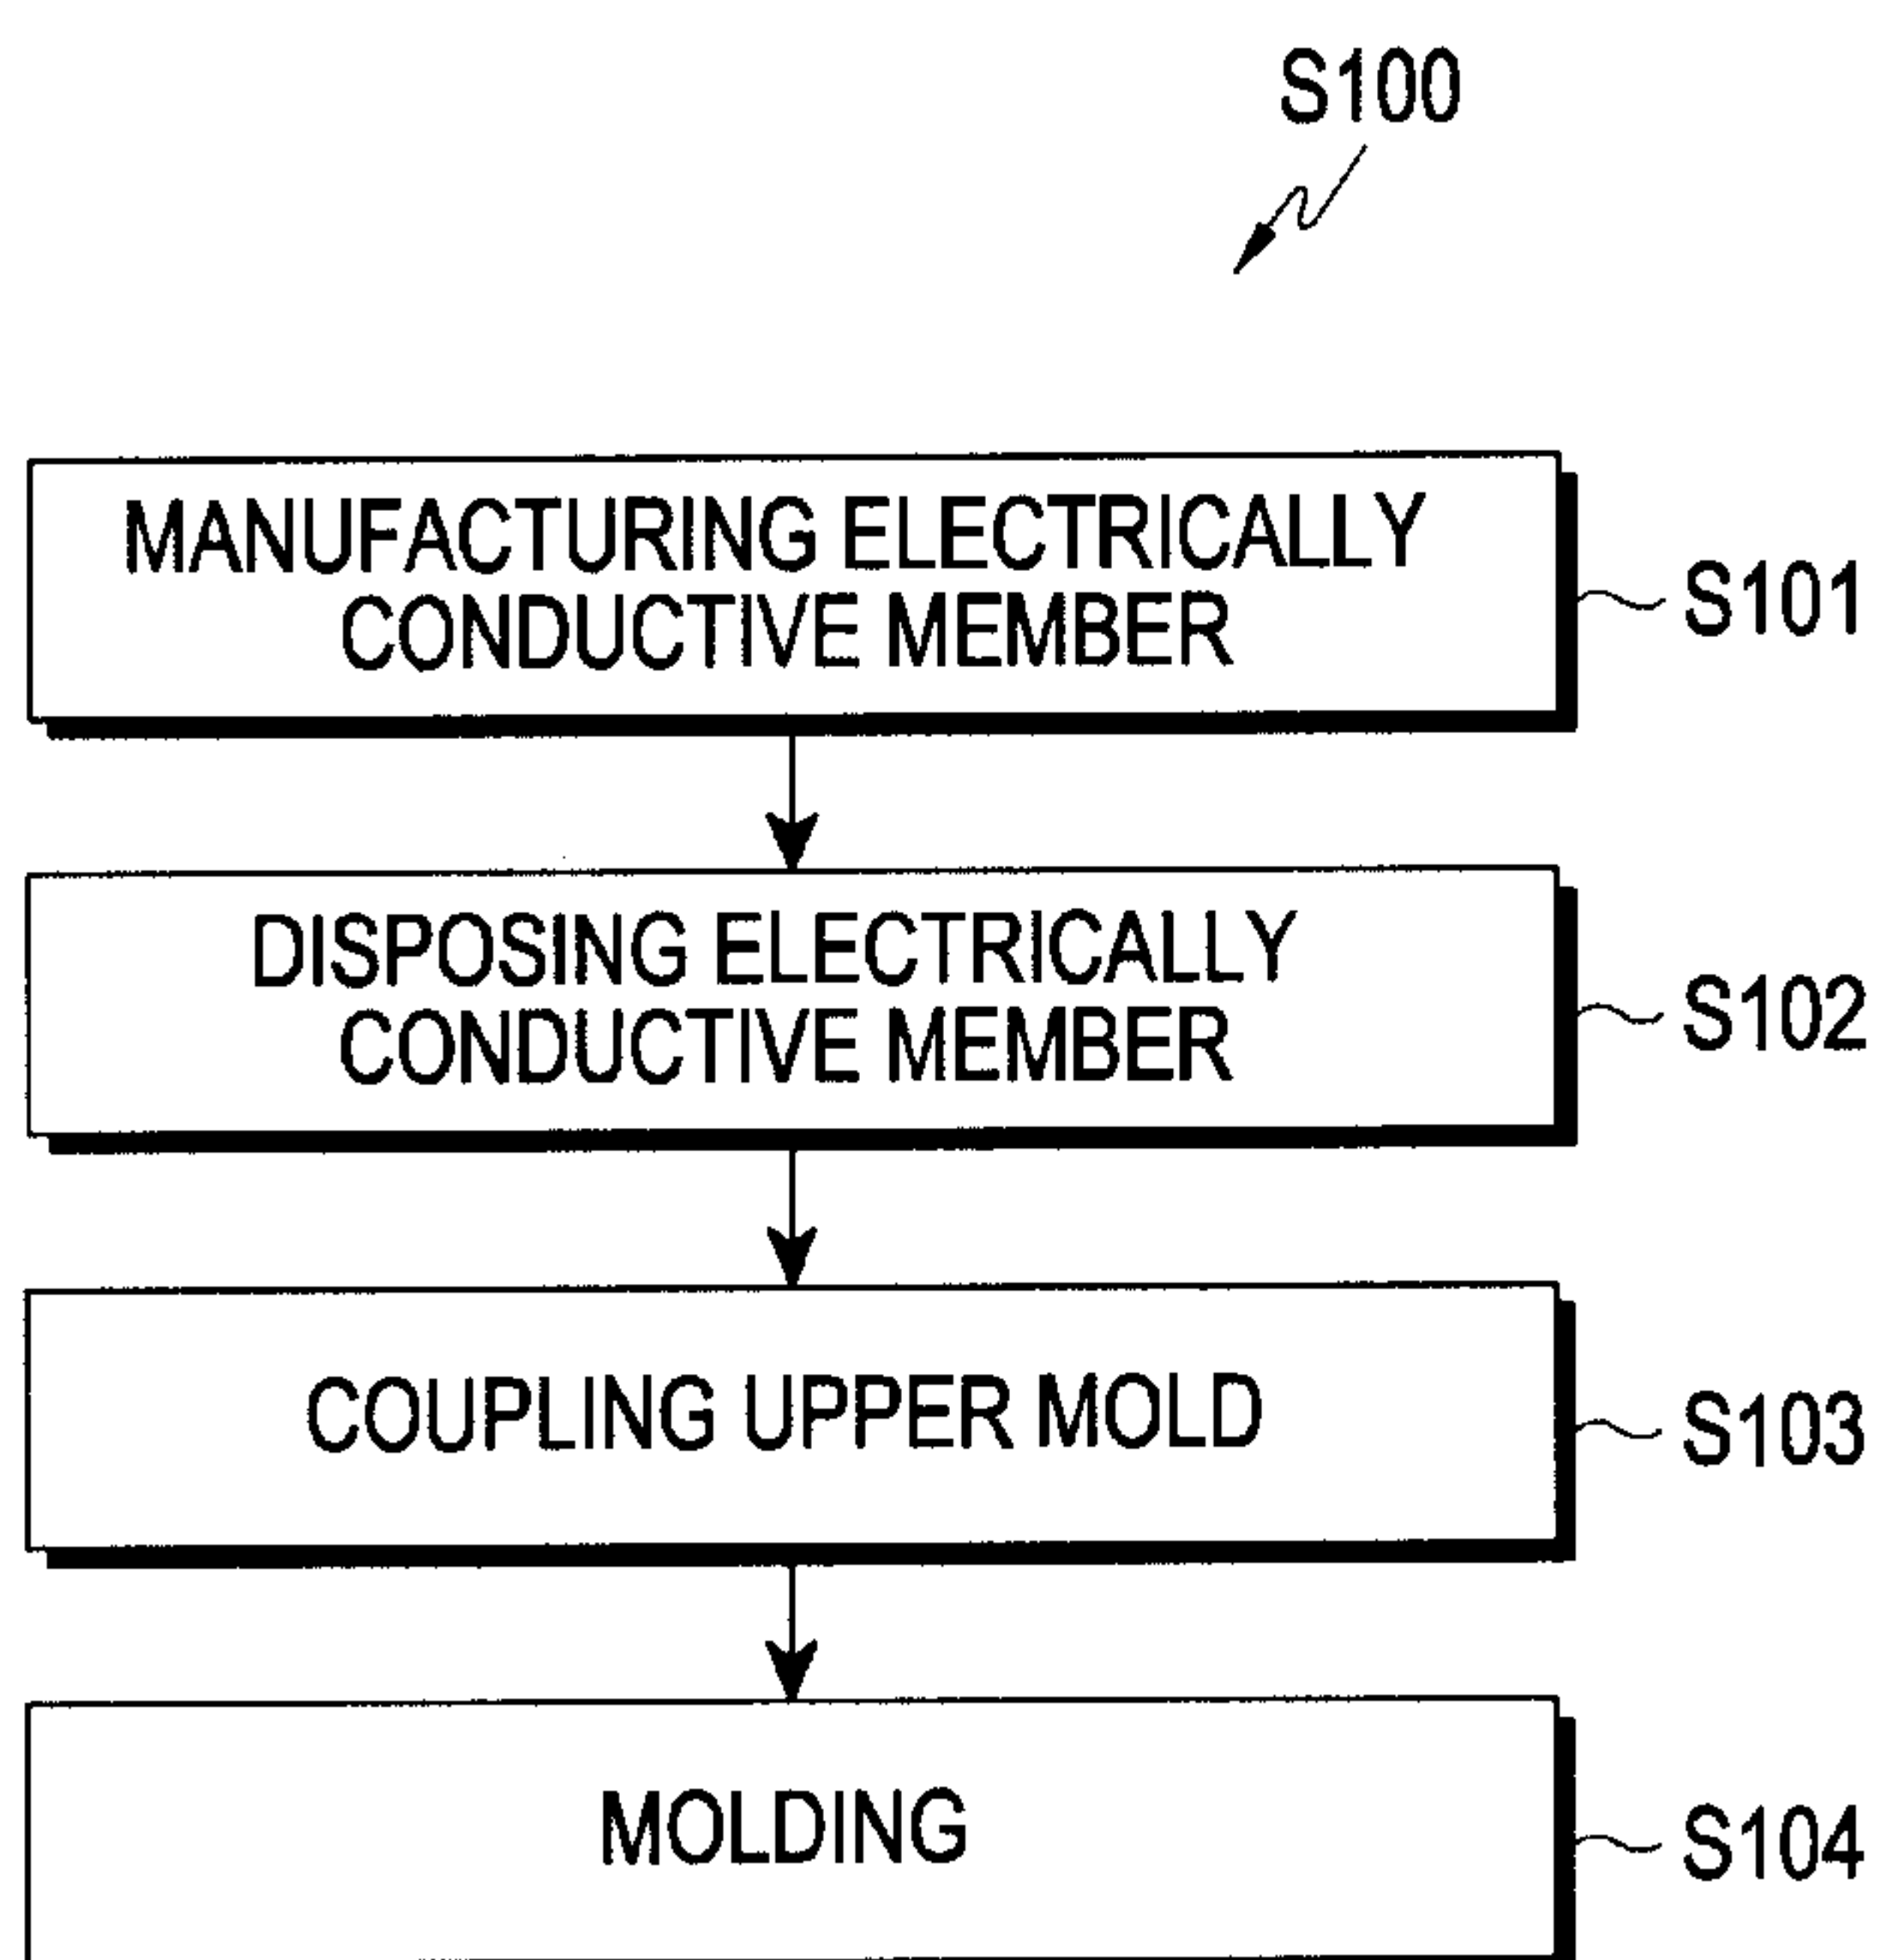 S100
MANUFACTURING ELECTRICALLY
CONDUCTIVE MEMBER
S101
DISPOSING ELECTRICALLY
CONDUCTIVE MEMBER
S102
COUPLING UPPER MOLD
S103
MOLDING
S104